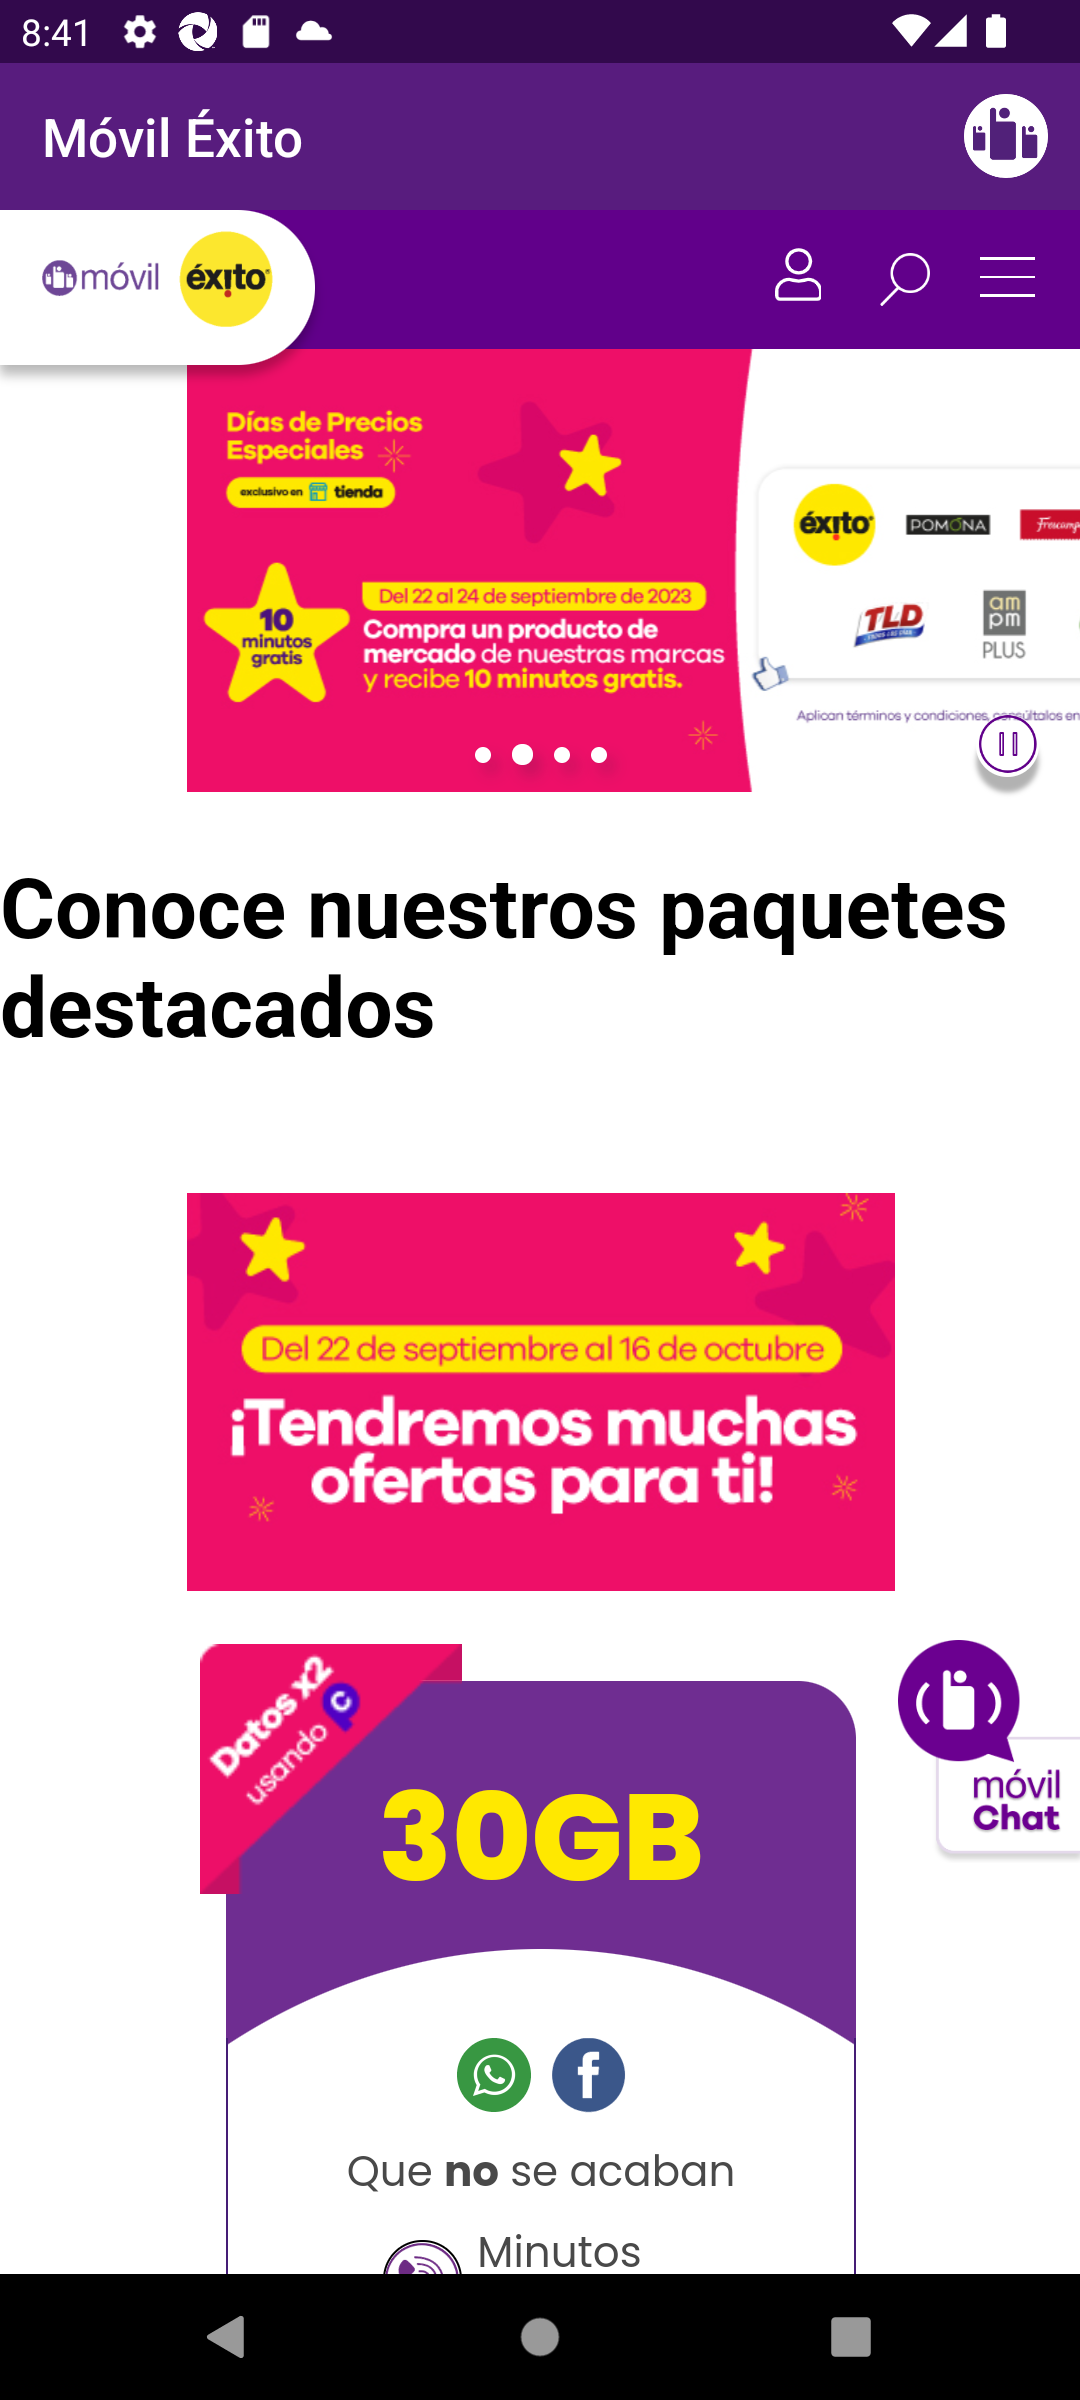 8:41
Móvil Éxito
móvil éxito
Días de Precios
Especiales
exclusivo en tienda
10
minutos
gratis
Del 22 al 24 de septiembre de 2023
Compra un producto de
mercado de nuestras marcas
y recibe 10 minutos gratis.
éxito POMONA
TLD
am
pm
PLUS
Aplican términos y condiciones, consúltalos en
Conoce nuestros paquetes
destacados
Del 22 de septiembre al 16 de octubre
¡Tendremos muchas
ofertas para ti!
Datos x2
usando
30GB
móvil
Chat
Que no se acaban
Minutos